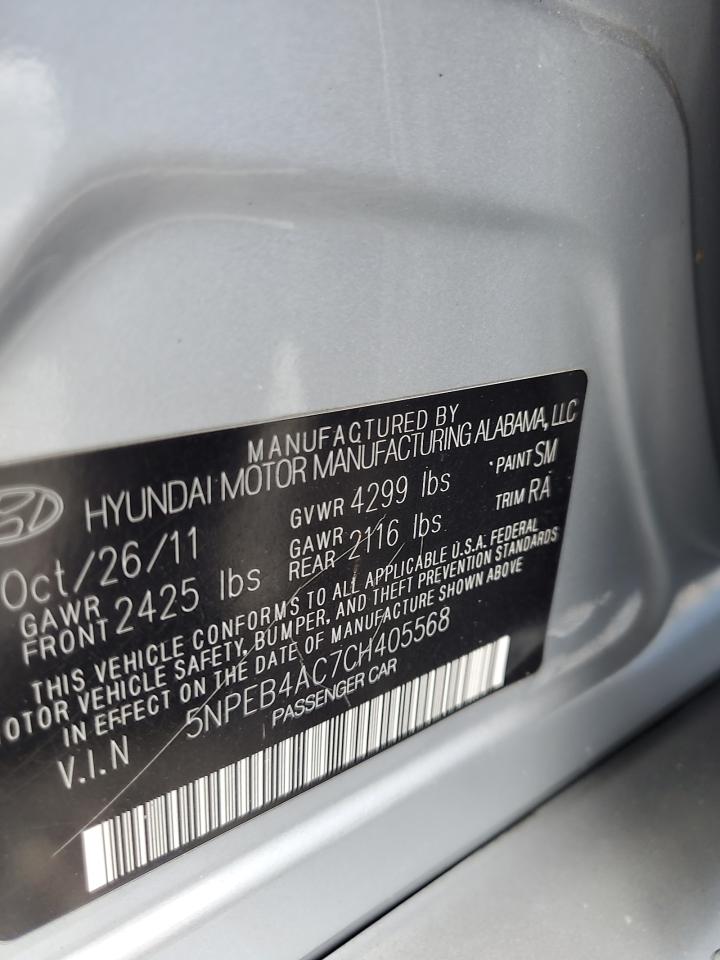 MANUFACTURED BY
HYUNDAI MOTOR MANUFACTURING ALABAMA, LLC
Oct/26/11 GVWR 4299 lbs PAINT SM
GAWR FRONT 2425 lbs GAWR REAR 2116 lbs TRIM RA
THIS VEHICLE CONFORMS TO ALL APPLICABLE U.S.A. FEDERAL
MOTOR VEHICLE SAFETY, BUMPER, AND THEFT PREVENTION STANDARDS
IN EFFECT ON THE DATE OF MANUFACTURE SHOWN ABOVE
V.I.N 5NPEB4AC7CH405568
PASSENGER CAR